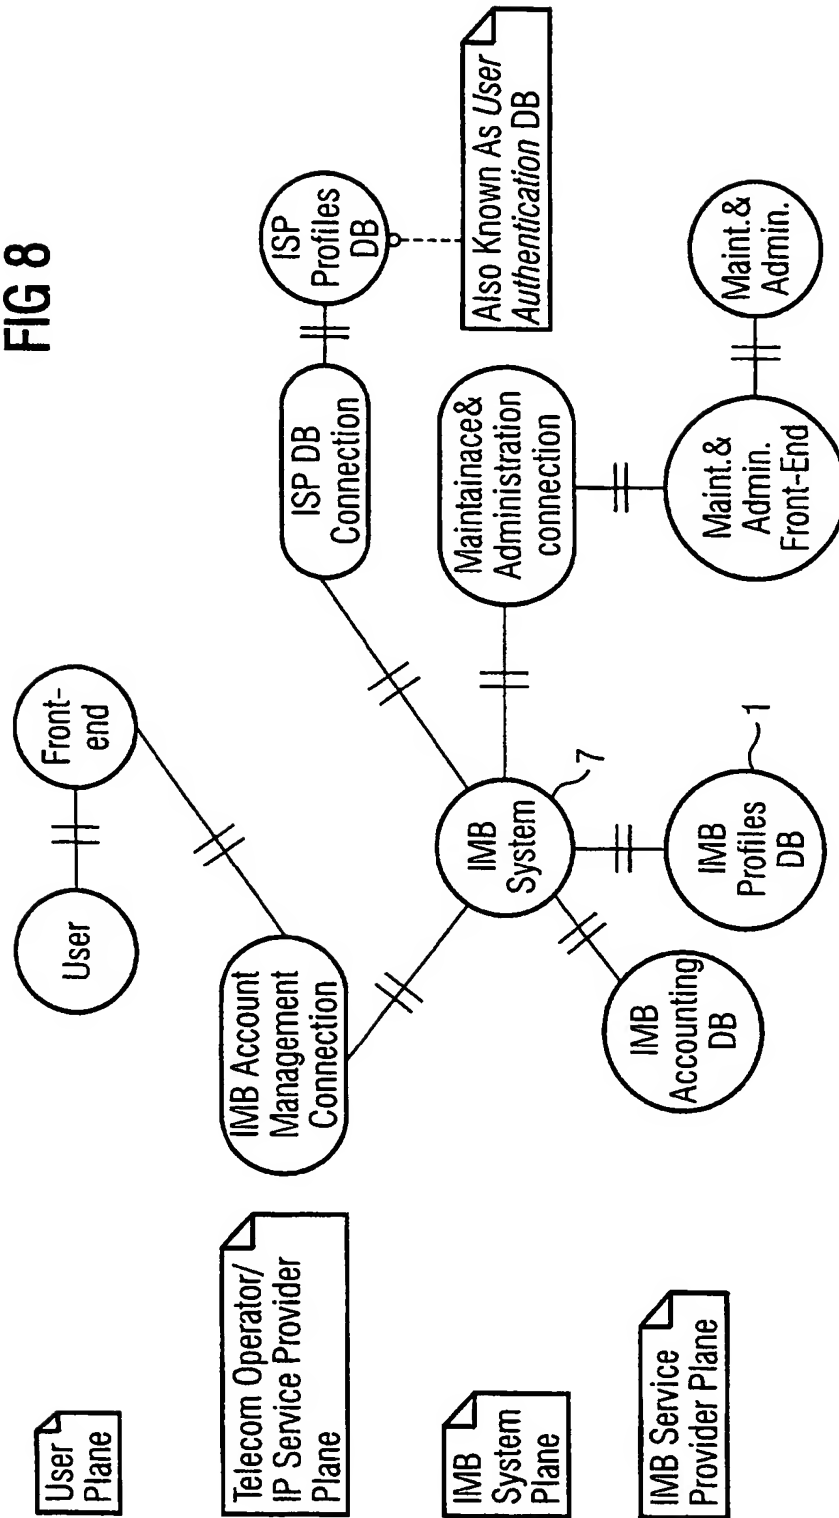 FIG 8
User
Plane
User
Front-
end
Telecom Operator/
IP Service Provider
Plane
IMB Account
Management
Connection
ISP DB
Connection
ISP
Profiles
DB
Also Known As User
Authentication DB
IMB
System
Plane
IMB
System
7
Maintainace&
Administration
connection
IMB Service
Provider Plane
IMB
Accounting
DB
IMB
Profiles
DB
1
Maint.&
Admin.
Front-End
Maint.&
Admin.